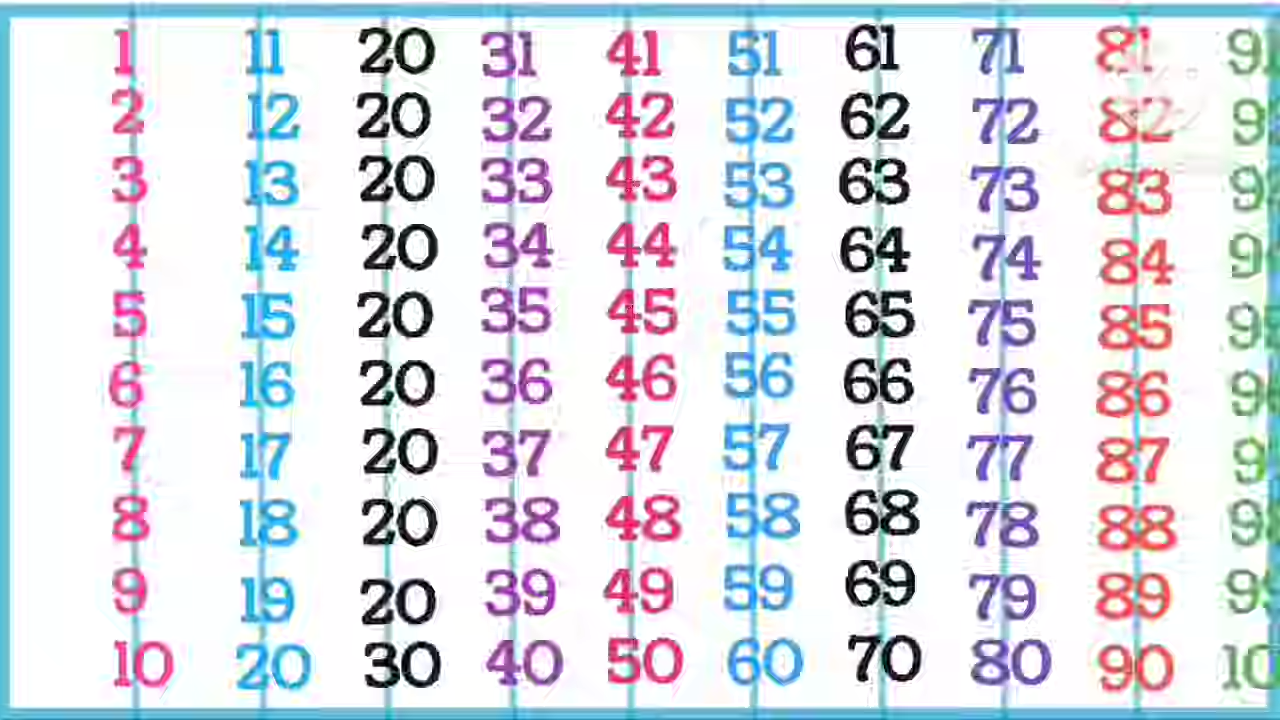 1 11 20 31 41 51 61 71 81 91
2 12 20 32 42 52 62 72 82
3 13 20 33 43 53 63 73 83
4 14 20 34 44 54 64 74 84
5 15 20 35 45 55 65 75 85
6 16 20 36 46 56 66 76 86
7 17 20 37 47 57 67 77 87
8 18 20 38 48 58 68 78 88
9 19 20 39 49 59 69 79 89
10 20 30 40 50 60 70 80 90